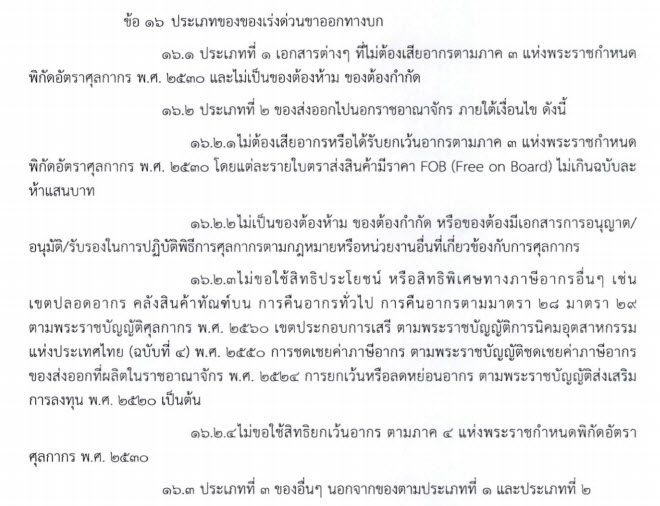 ข้อ ๑๖ ประเภทของของเร่งด่วนขาออกทางบก
๑๖.๑ ประเภทที่ ๑ เอกสารต่างๆ ที่ไม่ต้องเสียอากรตามภาค ๓ แห่งพระราชกำหนด
พิกัดอัตราศุลกากร พ.ศ. ๒๕๓๐ และไม่เป็นของต้องห้าม ของต้องกำกัด
๑๖.๒ ประเภทที่ ๒ ของส่งออกไปนอกราชอาณาจักร ภายใต้เงื่อนไข ดังนี้
๑๖.๒.๑ไม่ต้องเสียอากรหรือได้รับยกเว้นอากรตามภาค ๓ แห่งพระราชกำหนด
พิกัดอัตราศุลกากร พ.ศ. ๒๕๓๐ โดยแต่ละรายใบตราส่งสินค้ามีราคา FOB (Free on Board) ไม่เกินฉบับละ
ห้าแสนบาท
๑๖.๒.๒ไม่เป็นของต้องห้าม ของต้องกำกัด หรือของต้องมีเอกสารการอนุญาต/
อนุมัติ/รับรองในการปฏิบัติพิธีการศุลกากรตามกฎหมายหรือหน่วยงานอื่นที่เกี่ยวข้องกับการศุลกากร
๑๖.๒.๓ไม่ขอใช้สิทธิประโยชน์ หรือสิทธิพิเศษทางภาษีอากรอื่นๆ เช่น
เขตปลอดอากร คลังสินค้าทัณฑ์บน การคืนอากรทั่วไป การคืนอากรตามมาตรา ๒๘ มาตรา ๒๙
ตามพระราชบัญญัติศุลกากร พ.ศ. ๒๕๖๐ เขตประกอบการเสรี ตามพระราชบัญญัติการนิคมอุตสาหกรรม
แห่งประเทศไทย (ฉบับที่ ๔) พ.ศ. ๒๕๕๐ การชดเชยค่าภาษีอากร ตามพระราชบัญญัติชดเชยค่าภาษีอากร
ของส่งออกที่ผลิตในราชอาณาจักร พ.ศ. ๒๕๒๔ การยกเว้นหรือลดหย่อนอากร ตามพระราชบัญญัติส่งเสริม
การลงทุน พ.ศ. ๒๕๒๐ เป็นต้น
๑๖.๒.๔ไม่ขอใช้สิทธิยกเว้นอากร ตามภาค ๔ แห่งพระราชกำหนดพิกัดอัตรา
ศุลกากร พ.ศ. ๒๕๓๐
๑๖.๓ ประเภทที่ ๓ ของอื่นๆ นอกจากของตามประเภทที่ ๑ และประเภทที่ ๒